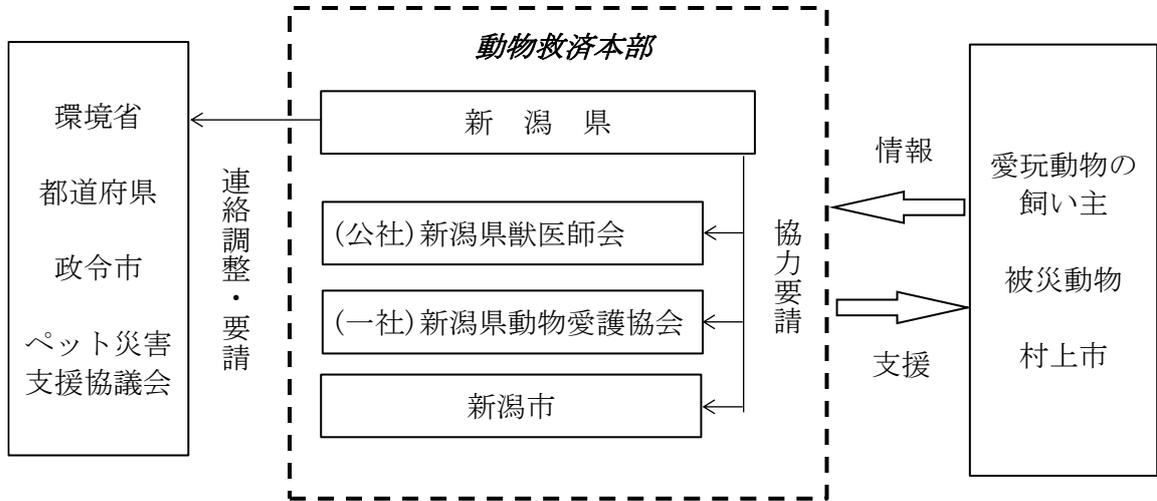 環境省
都道府県
政令市
ペット災害
支援協議会
連絡調整・要請
動物救済本部
新潟県
(公社)新潟県獣医師会
(一社)新潟県動物愛護協会
新潟市
協力要請
情報
支援
愛玩動物の
飼い主
被災動物
村上市